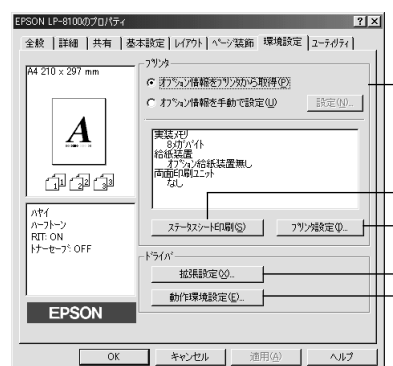 EPSON LP-8100のプロパティ
全般 詳細 共有 基本設定 レイアウト ページ装飾 環境設定 ユーティリティ
A4 210 x 297 mm
A
1 2 3
ハヤイ
ハーフトーン
RIT: ON
トナーセーブ: OFF
EPSON
プリンタ
オプション情報をプリンタから取得(P)
オプション情報を手動で設定(U) 設定(N)...
実装メモリ
8メガバイト
給紙装置
オプション給紙装置無し
両面印刷ユニット
なし
ステータスシート印刷(S) プリンタ設定(I)...
ドライバ
拡張設定(X)...
動作環境設定(E)...
OK キャンセル 適用(A) ヘルプ